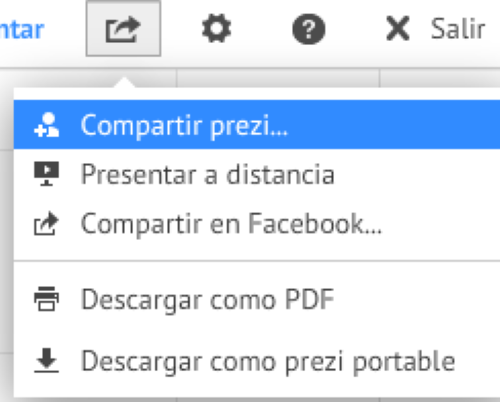 ntar
Salir
Compartir prezi...
Presentar a distancia
Compartir en Facebook...
Descargar como PDF
Descargar como prezi portable